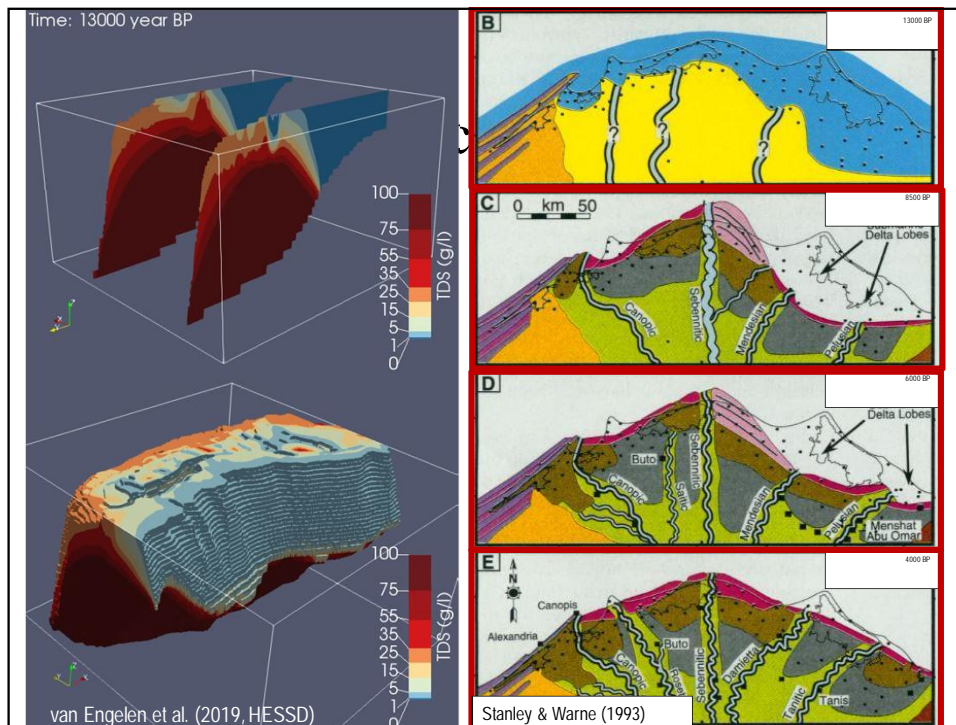 Time: 13000 year BP
100
75
55
35
25
15
5
1
0
TDS (g/l)
100
75
55
35
25
15
5
1
0
TDS (g/l)
van Engelen et al. (2019, HESSD)
B
13000 BP
?
?
?
C
0 km 50
8500 BP
Delta Lobes
Canopic
Sebennitic
Mendesian
Pelusian
D
6000 BP
Delta Lobes
Buto
Canopic
Saitic
Sebennitic
Mendesian
Pelusian
Menshat
Abu Omar
E
4000 BP
N
Canopis
Alexandria
Buto
Canopic
Sebennitic
Damietta
Tanitic
Tanis
Stanley & Warne (1993)